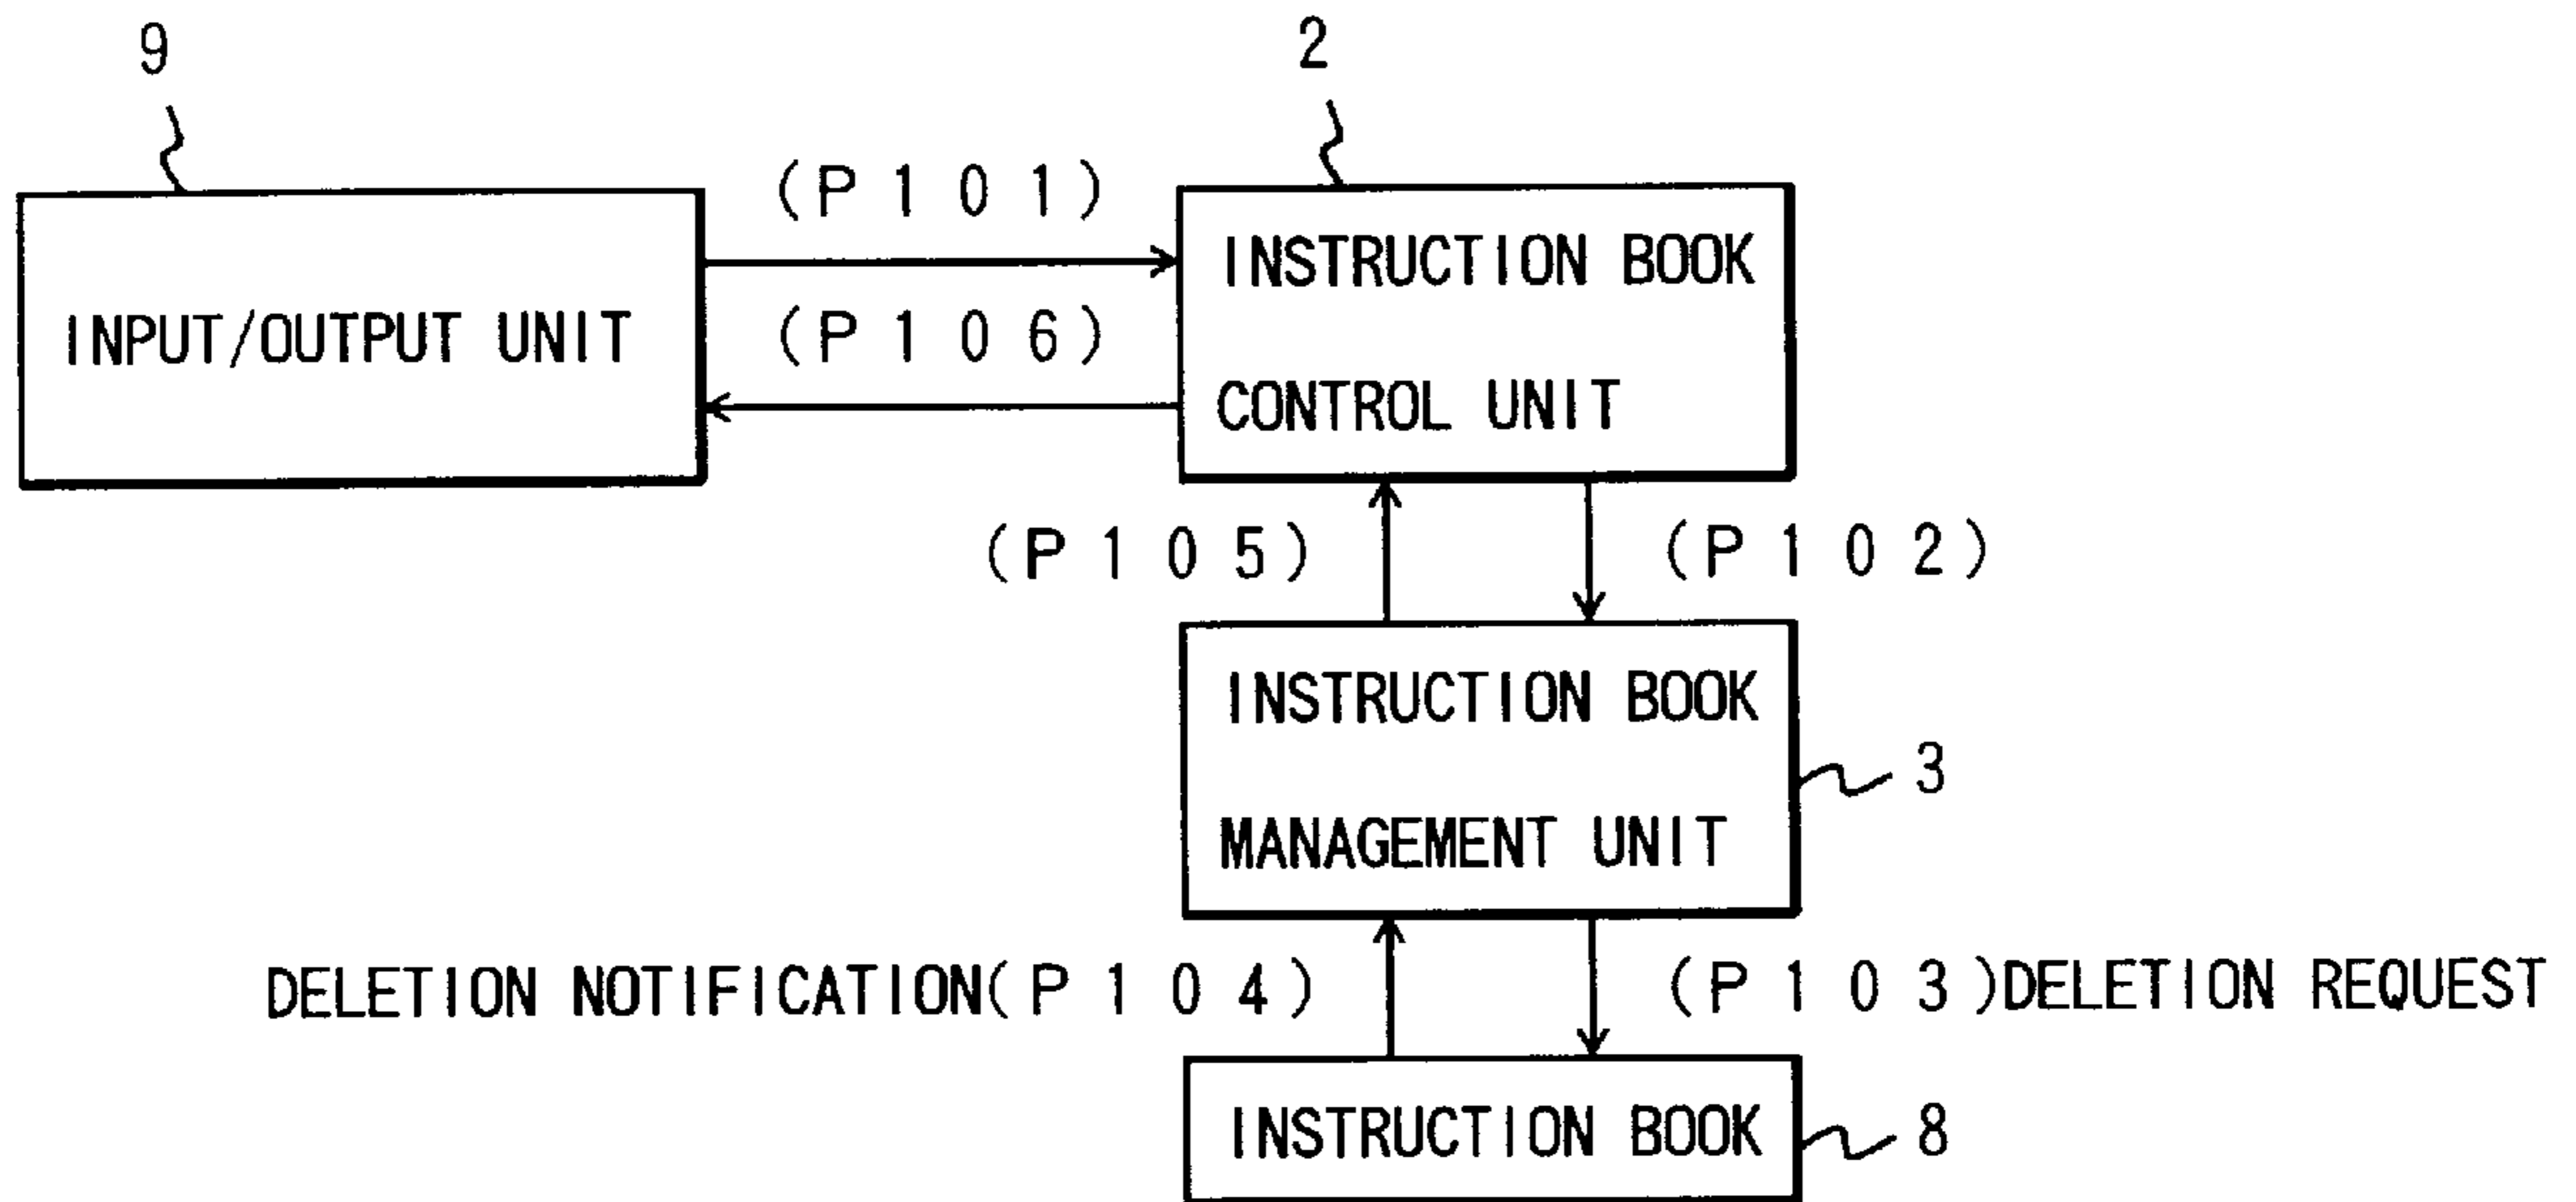 9
2
(P101)
INPUT/OUTPUT UNIT
(P106)
INSTRUCTION BOOK
CONTROL UNIT
(P105)
(P102)
INSTRUCTION BOOK
MANAGEMENT UNIT
3
DELETION NOTIFICATION(P104)
(P103)DELETION REQUEST
INSTRUCTION BOOK
8